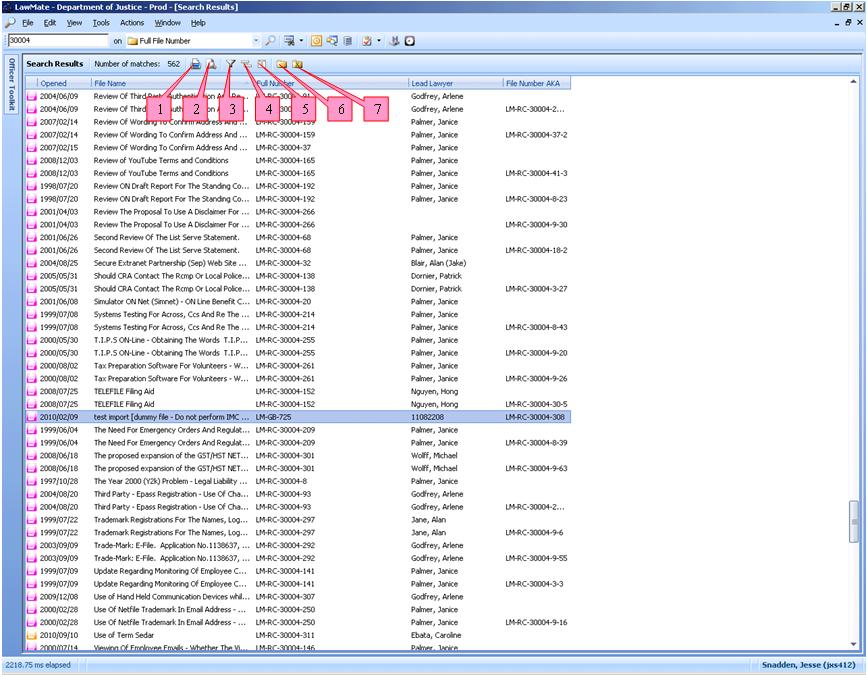 LawMate - Department of Justice - Prod - [Search Results]
File Edit View Tools Actions Window Help
30004 on Full File Number
Officer Toolkit
Search Results Number of matches: 562
Opened File Name Full Number Lead Lawyer File Number AKA
1 2 3 4 5 6 7
2004/06/09 Review Of Third Godfrey, Arlene
2004/06/09 Review Of Third Godfrey, Arlene LM-RC-30004-2...
2007/02/14 Review Of Wording To Confirm Address And ... Palmer, Janice
2007/02/14 Review Of Wording To Confirm Address And ... LM-RC-30004-159 Palmer, Janice LM-RC-30004-37-2
2007/02/15 Review Of Wording To Confirm Address And ... LM-RC-30004-37 Palmer, Janice
2008/12/03 Review of YouTube Terms and Conditions LM-RC-30004-165 Palmer, Janice
2008/12/03 Review of YouTube Terms and Conditions LM-RC-30004-165 Palmer, Janice LM-RC-30004-41-3
1998/07/20 Review ON Draft Report For The Standing Co... LM-RC-30004-192 Palmer, Janice
1998/07/20 Review ON Draft Report For The Standing Co... LM-RC-30004-192 Palmer, Janice LM-RC-30004-8-23
2001/04/03 Review The Proposal To Use A Disclaimer For ... LM-RC-30004-266
2001/04/03 Review The Proposal To Use A Disclaimer For ... LM-RC-30004-266 LM-RC-30004-9-30
2001/06/26 Second Review Of The List Serve Statement. LM-RC-30004-68 Palmer, Janice
2001/06/26 Second Review Of The List Serve Statement. LM-RC-30004-68 Palmer, Janice LM-RC-30004-18-2
2004/08/25 Secure Extranet Partnership (Sep) Web Site ... LM-RC-30004-32 Blair, Alan (Jake)
2005/05/31 Should CRA Contact The Rcmp Or Local Police... LM-RC-30004-138 Dornier, Patrick
2005/05/31 Should CRA Contact The Rcmp Or Local Police... LM-RC-30004-138 Dornier, Patrick LM-RC-30004-3-27
2001/06/08 Simulator ON Net (Simnet) - ON Line Benefit C... LM-RC-30004-20 Palmer, Janice
1999/07/08 Systems Testing For Across, Ccs And Re The ... LM-RC-30004-214 Palmer, Janice
1999/07/08 Systems Testing For Across, Ccs And Re The ... LM-RC-30004-214 Palmer, Janice LM-RC-30004-8-43
2000/05/30 T.I.P.S ON-Line - Obtaining The Words T.I.P... LM-RC-30004-255 Palmer, Janice
2000/05/30 T.I.P.S ON-Line - Obtaining The Words T.I.P... LM-RC-30004-255 Palmer, Janice LM-RC-30004-9-20
2000/08/02 Tax Preparation Software For Volunteers - W... LM-RC-30004-261 Palmer, Janice
2000/08/02 Tax Preparation Software For Volunteers - W... LM-RC-30004-261 Palmer, Janice LM-RC-30004-9-26
2008/07/25 TELEFILE Filing Aid LM-RC-30004-152 Nguyen, Hong
2008/07/25 TELEFILE Filing Aid LM-RC-30004-152 Nguyen, Hong LM-RC-30004-30-5
2010/02/09 test import [dummy file - Do not perform IMC ... LM-GB-725 11082208 LM-RC-30004-308
1999/06/04 The Need For Emergency Orders And Regulat... LM-RC-30004-209 Palmer, Janice
1999/06/04 The Need For Emergency Orders And Regulat... LM-RC-30004-209 Palmer, Janice LM-RC-30004-8-39
2008/06/18 The proposed expansion of the GST/HST NET... LM-RC-30004-301 Wolff, Michael
2008/06/18 The proposed expansion of the GST/HST NET... LM-RC-30004-301 Wolff, Michael LM-RC-30004-9-63
1997/10/28 The Year 2000 (Y2k) Problem - Legal Liability ... LM-RC-30004-8 Palmer, Janice
2004/08/20 Third Party - Epass Registration - Use Of Cha... LM-RC-30004-93 Godfrey, Arlene
2004/08/20 Third Party - Epass Registration - Use Of Cha... LM-RC-30004-93 Godfrey, Arlene LM-RC-30004-2...
1999/07/22 Trademark Registrations For The Names, Log... LM-RC-30004-297 Jane, Alan
1999/07/22 Trademark Registrations For The Names, Log... LM-RC-30004-297 Jane, Alan LM-RC-30004-9-6
2003/09/09 Trade-Mark: E-File. Application No.1138637, ... LM-RC-30004-292 Godfrey, Arlene
2003/09/09 Trade-Mark: E-File. Application No.1138637, ... LM-RC-30004-292 Godfrey, Arlene LM-RC-30004-9-55
1999/07/09 Update Regarding Monitoring Of Employee C... LM-RC-30004-141 Palmer, Janice
1999/07/09 Update Regarding Monitoring Of Employee C... LM-RC-30004-141 Palmer, Janice LM-RC-30004-3-3
2009/12/08 Use of Hand Held Communication Devices whil... LM-RC-30004-307 Godfrey, Arlene
2000/02/28 Use Of Netfile Trademark In Email Address - ... LM-RC-30004-250 Palmer, Janice
2000/02/28 Use Of Netfile Trademark In Email Address - ... LM-RC-30004-250 Palmer, Janice LM-RC-30004-9-16
2010/09/10 Use of Term Sedar LM-RC-30004-311 Ebata, Caroline
2000/07/14 Viewing Of Employee Emails - Whether The Vi... LM-RC-30004-146 Palmer, Janice
2218.75 ms elapsed Snadden, Jesse (jxs412)